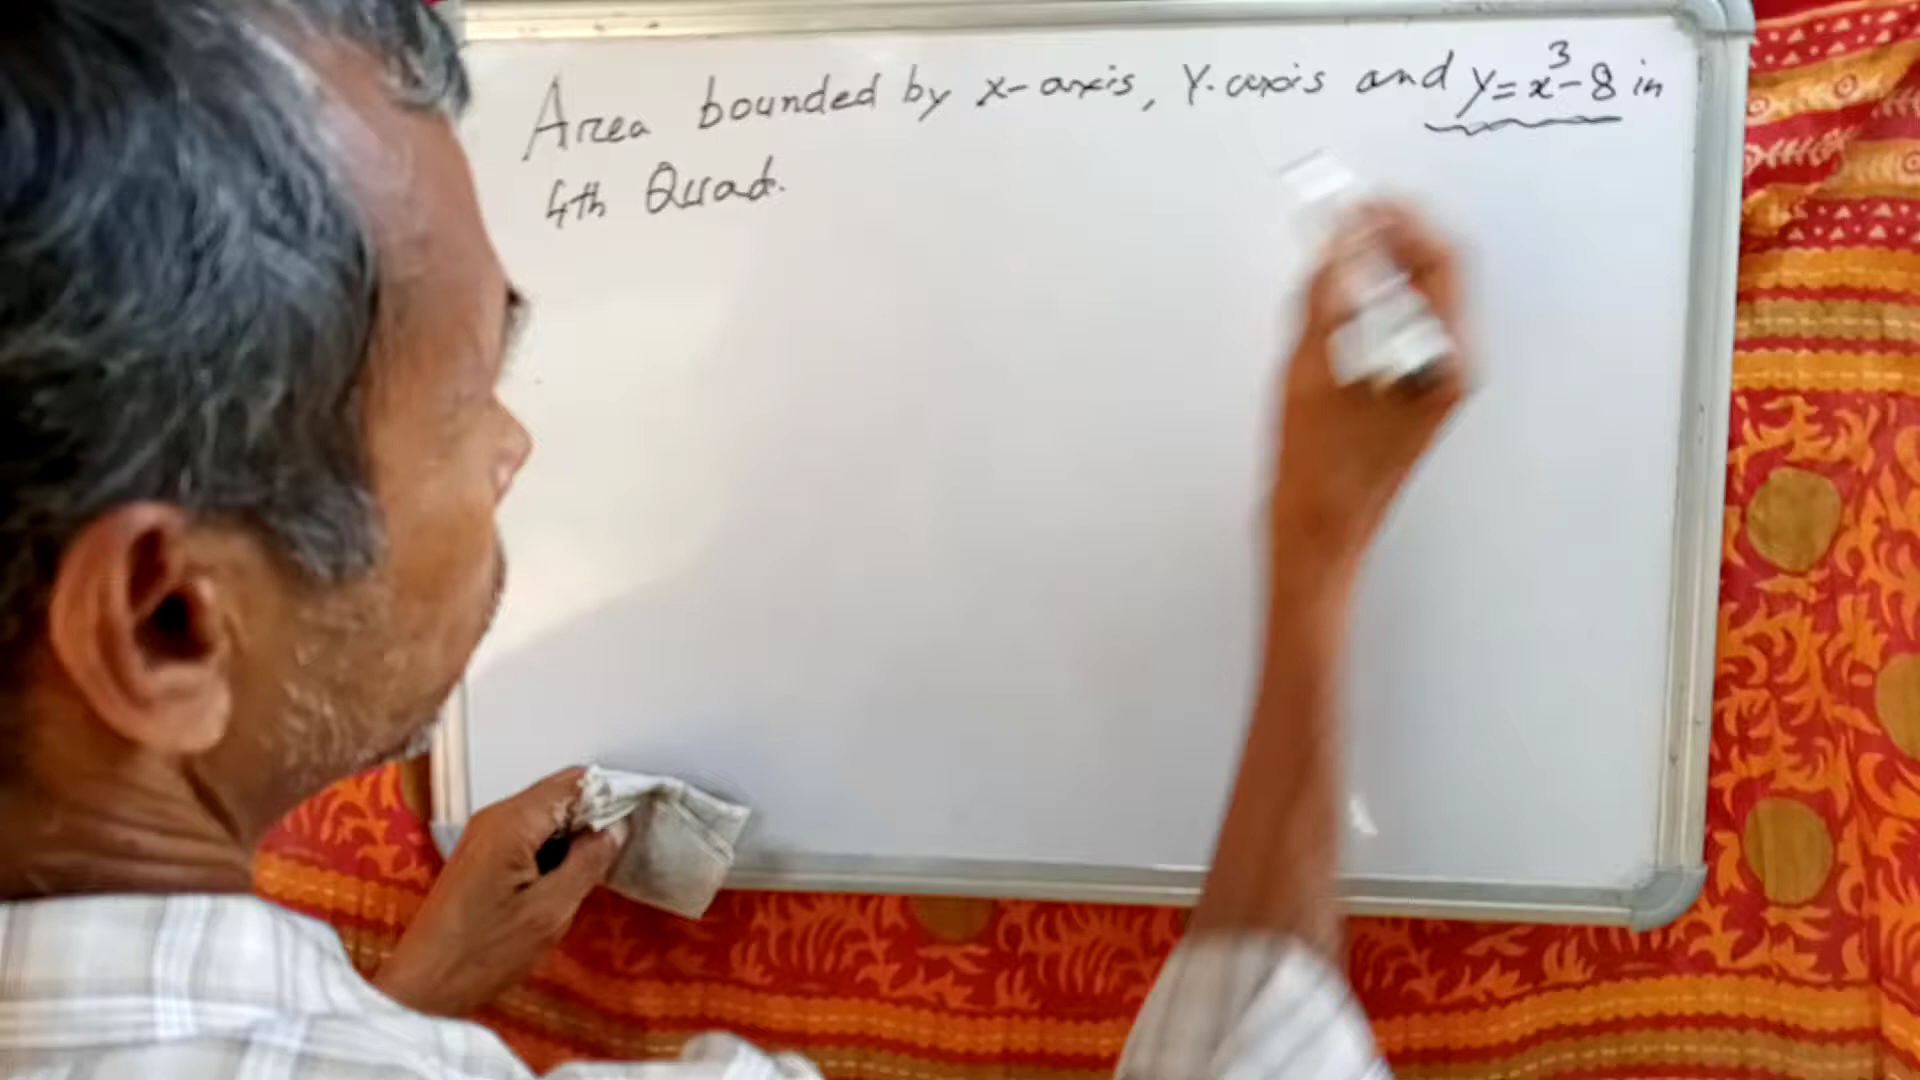 Area bounded by x-axis, Y-axis and y=x³-8 in
4th Quad.